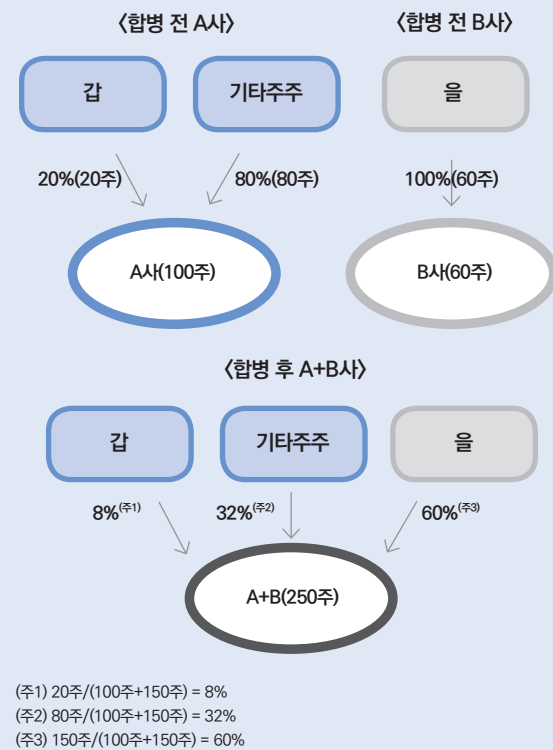 〈합병 전 A사〉 〈합병 전 B사〉
갑 기타주주 을
20%(20주) 80%(80주) 100%(60주)
A사(100주) B사(60주)
〈합병 후 A+B사〉
갑 기타주주 을
8%(주1) 32%(주2) 60%(주3)
A+B(250주)
(주1) 20주/(100주+150주) = 8%
(주2) 80주/(100주+150주) = 32%
(주3) 150주/(100주+150주) = 60%